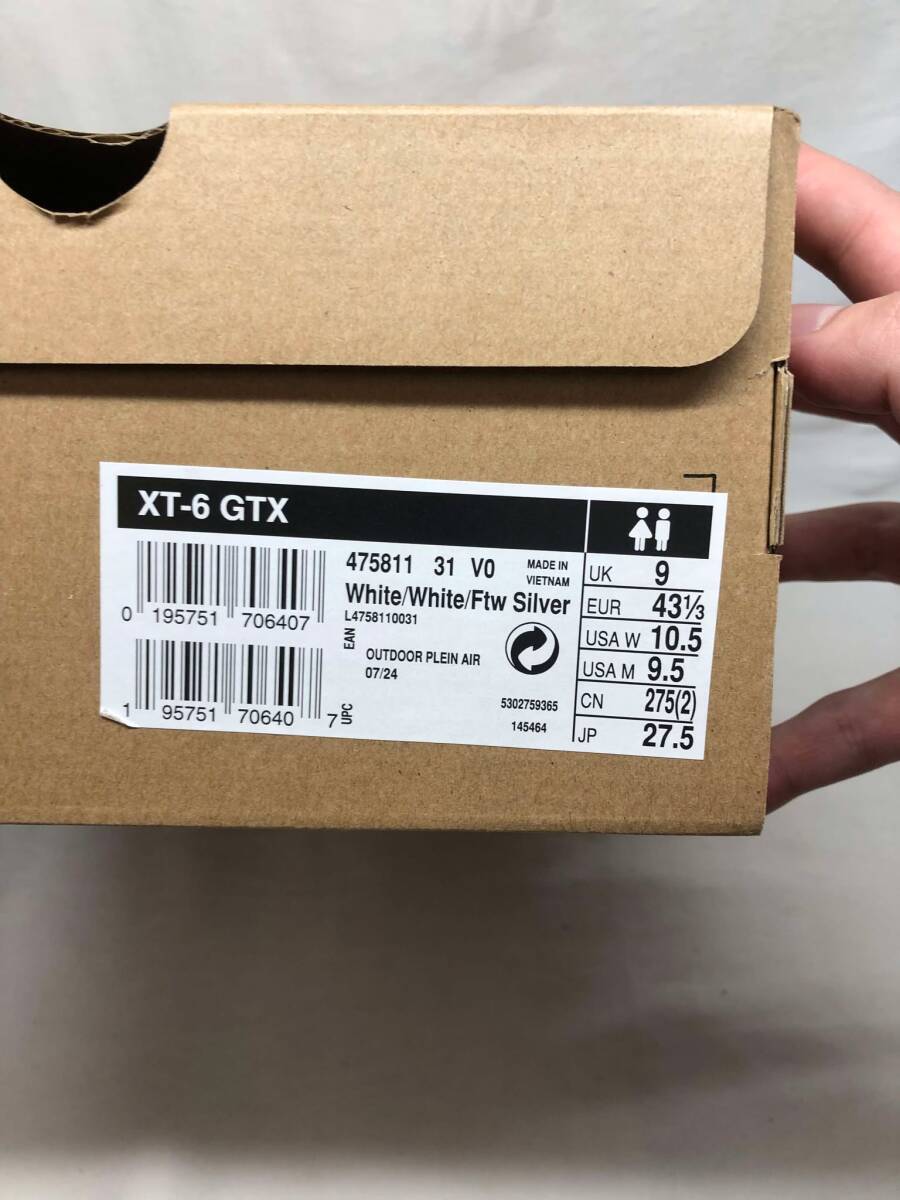 XT-6 GTX
475811 31 V0
MADE IN
VIETNAM
White/White/Ftw Silver
L4758110031
0 195751 706407
EAN
OUTDOOR PLEIN AIR
07/24
1 95751 70640 7
UPC
5302759365
145464
UK 9
EUR 43⅓
USA W 10.5
USA M 9.5
CN 275(2)
JP 27.5